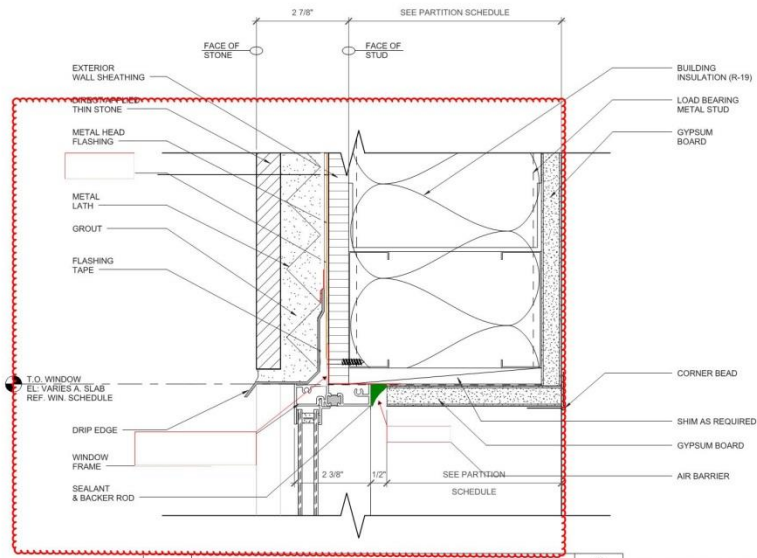 2 7/8"
SEE PARTITION SCHEDULE
FACE OF
STONE
FACE OF
STUD
EXTERIOR
WALL SHEATHING
DIRECT APPLIED
THIN STONE
METAL HEAD
FLASHING
METAL
LATH
GROUT
FLASHING
TAPE
T.O. WINDOW
EL: VARIES A. SLAB
REF. WIN. SCHEDULE
DRIP EDGE
WINDOW
FRAME
SEALANT
& BACKER ROD
2 3/8"
1/2"
SEE PARTITION
SCHEDULE
BUILDING
INSULATION (R-19)
LOAD BEARING
METAL STUD
GYPSUM
BOARD
CORNER BEAD
SHIM AS REQUIRED
GYPSUM BOARD
AIR BARRIER